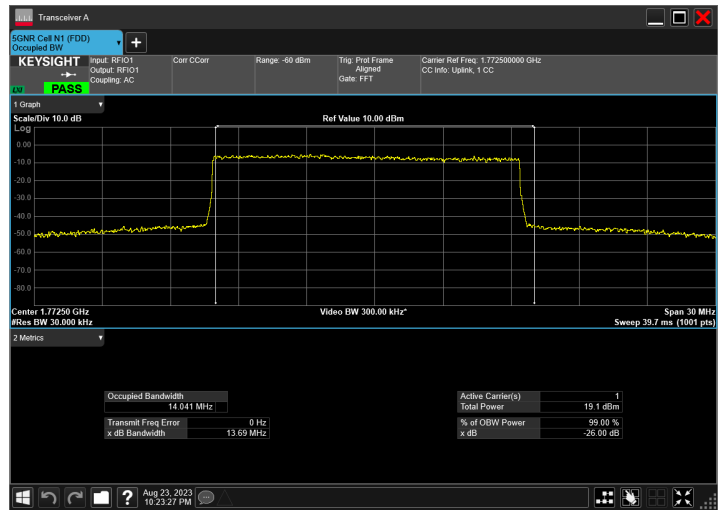 Transceiver A
5GNR Cell N1 (FDD)
Occupied BW
KEYSIGHT
LXI
PASS
Input: RFIO1
Output: RFIO1
Coupling: AC
Corr CCorr
Range: -60 dBm
Trig: Prot Frame
Aligned
Gate: FFT
Carrier Ref Freq: 1.772500000 GHz
CC Info: Uplink, 1 CC
1 Graph
Scale/Div 10.0 dB
Ref Value 10.00 dBm
Log
0.00
-10.0
-20.0
-30.0
-40.0
-50.0
-60.0
-70.0
-80.0
Center 1.77250 GHz
Video BW 300.00 kHz*
Span 30 MHz
#Res BW 30.000 kHz
Sweep 39.7 ms (1001 pts)
2 Metrics
Occupied Bandwidth
14.041 MHz
Transmit Freq Error 0 Hz
x dB Bandwidth 13.69 MHz
Active Carrier(s) 1
Total Power 19.1 dBm
% of OBW Power 99.00 %
x dB -26.00 dB
?
Aug 23, 2023
10:23:27 PM